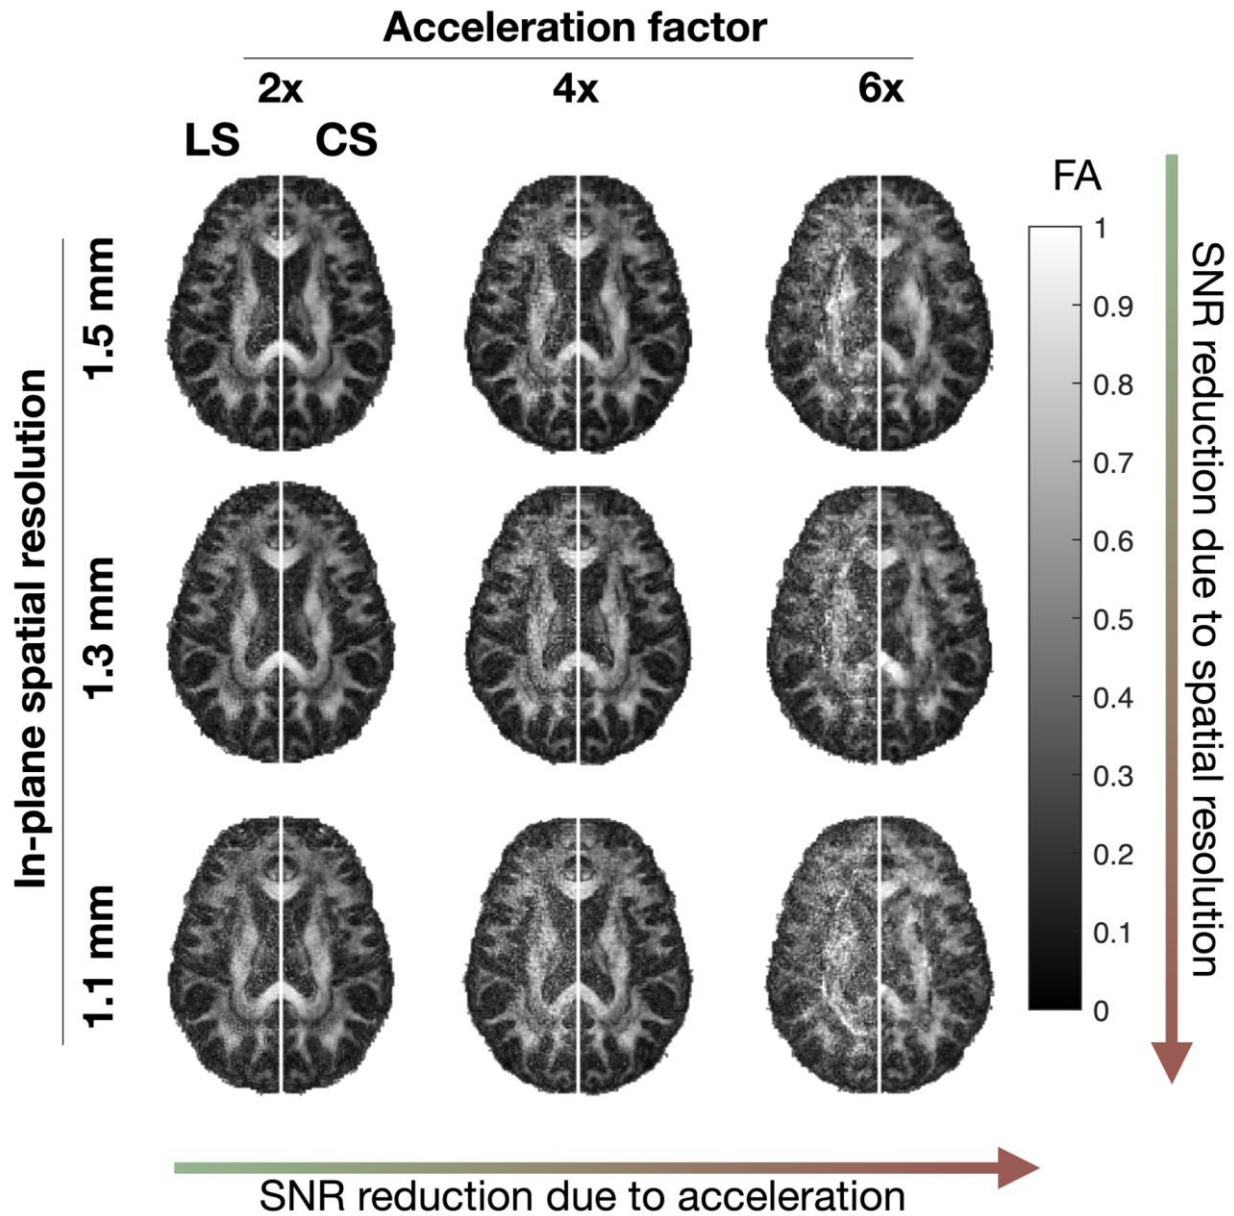 Acceleration factor
2x
4x
6x
LS
CS
FA
In-plane spatial resolution
1.5 mm
1.3 mm
1.1 mm
1
0.9
0.8
0.7
0.6
0.5
0.4
0.3
0.2
0.1
0
SNR reduction due to spatial resolution
SNR reduction due to acceleration